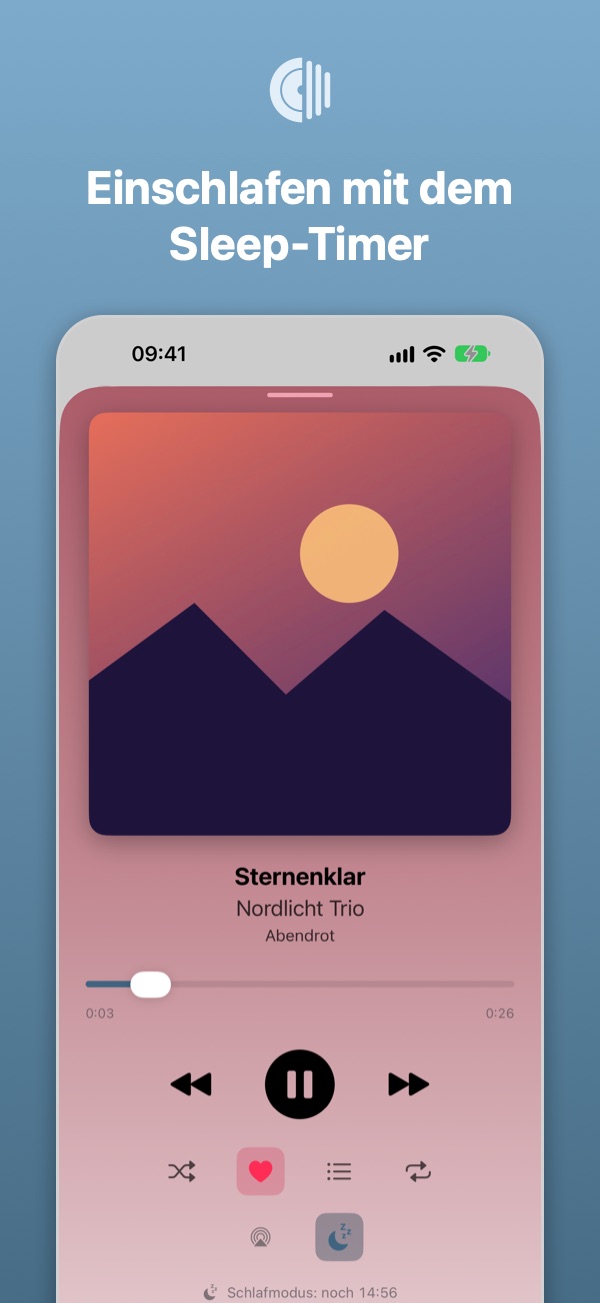 Einschlafen mit dem
Sleep-Timer
09:41
Sternenklar
Nordlicht Trio
Abendrot
0:03 0:26
Schlafmodus: noch 14:56